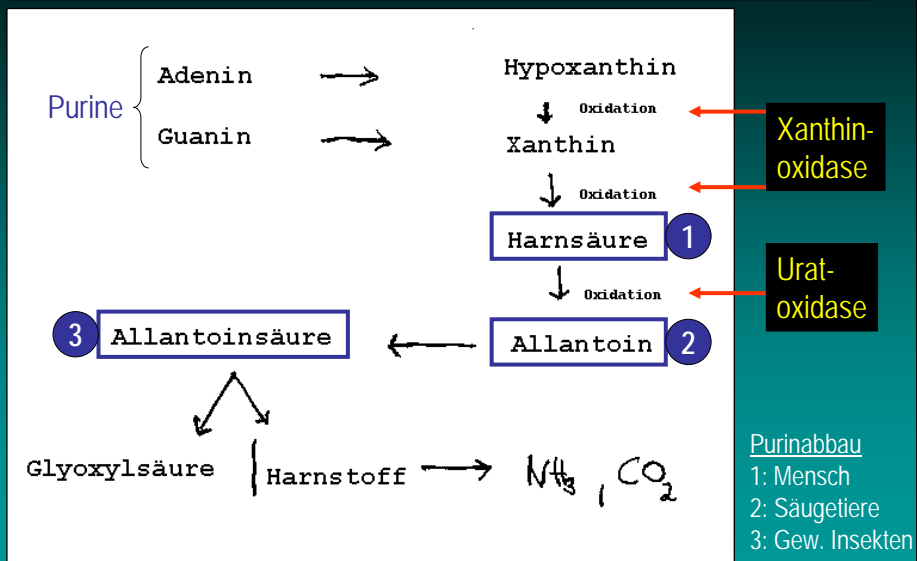 Purine
Adenin
Guanin
Hypoxanthin
Oxidation
Xanthin
Oxidation
Harnsäure 1
Oxidation
Allantoin 2
3 Allantoinsäure
Glyoxylsäure
Harnstoff
NH3, CO2
Xanthin-
oxidase
Urat-
oxidase
Purinabbau
1: Mensch
2: Säugetiere
3: Gew. Insekten